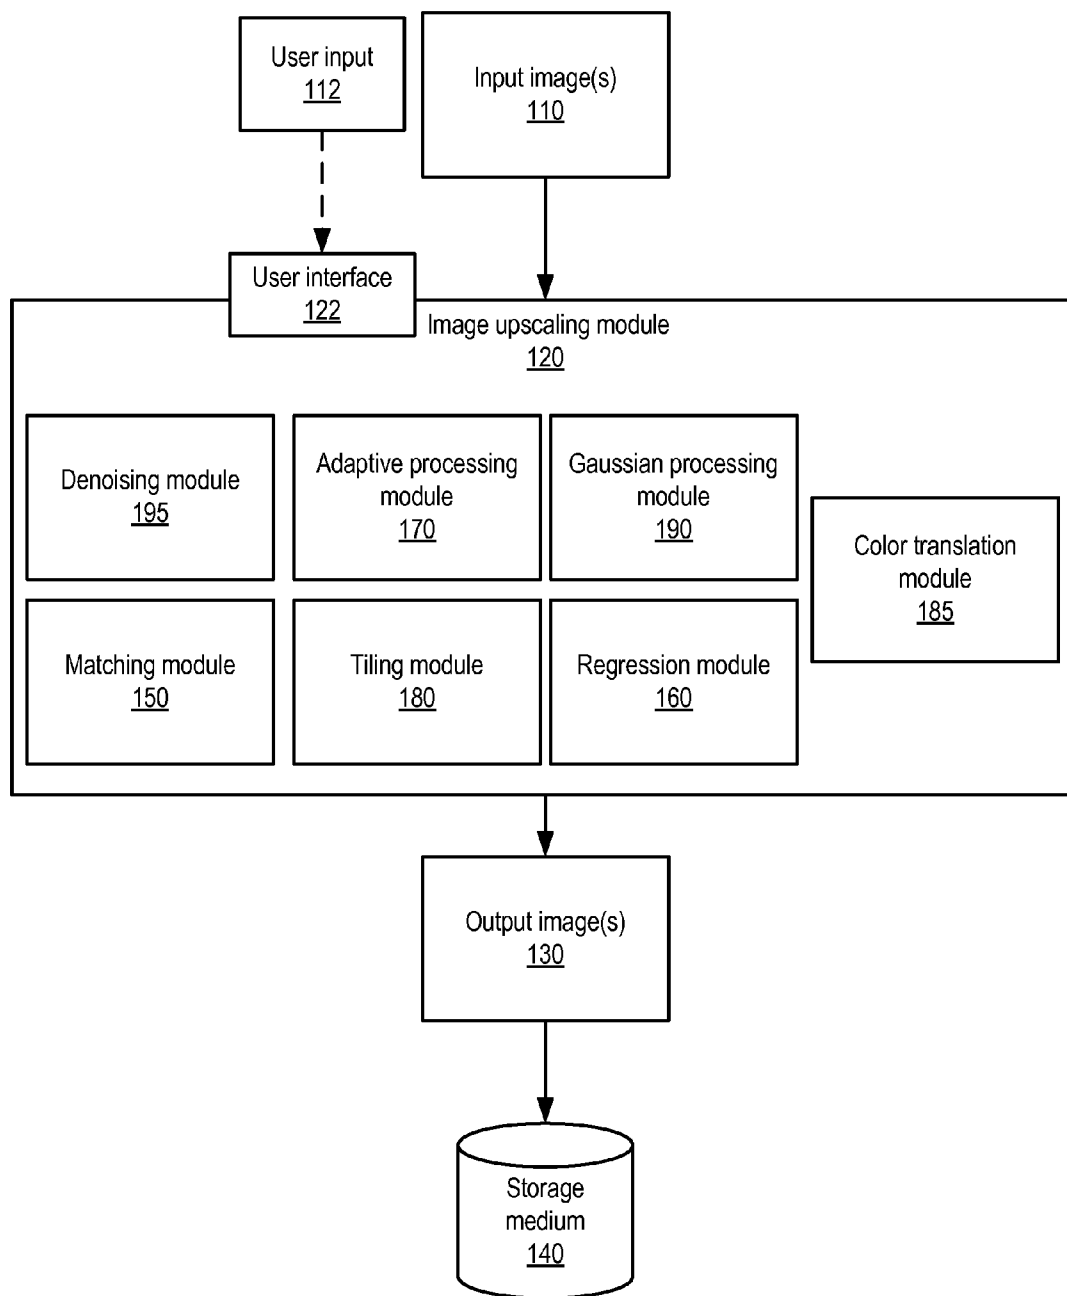 User input
112
Input image(s)
110
User interface
122
Image upscaling module
120
Denoising module
195
Adaptive processing
module
170
Gaussian processing
module
190
Color translation
module
185
Matching module
150
Tiling module
180
Regression module
160
Output image(s)
130
Storage
medium
140